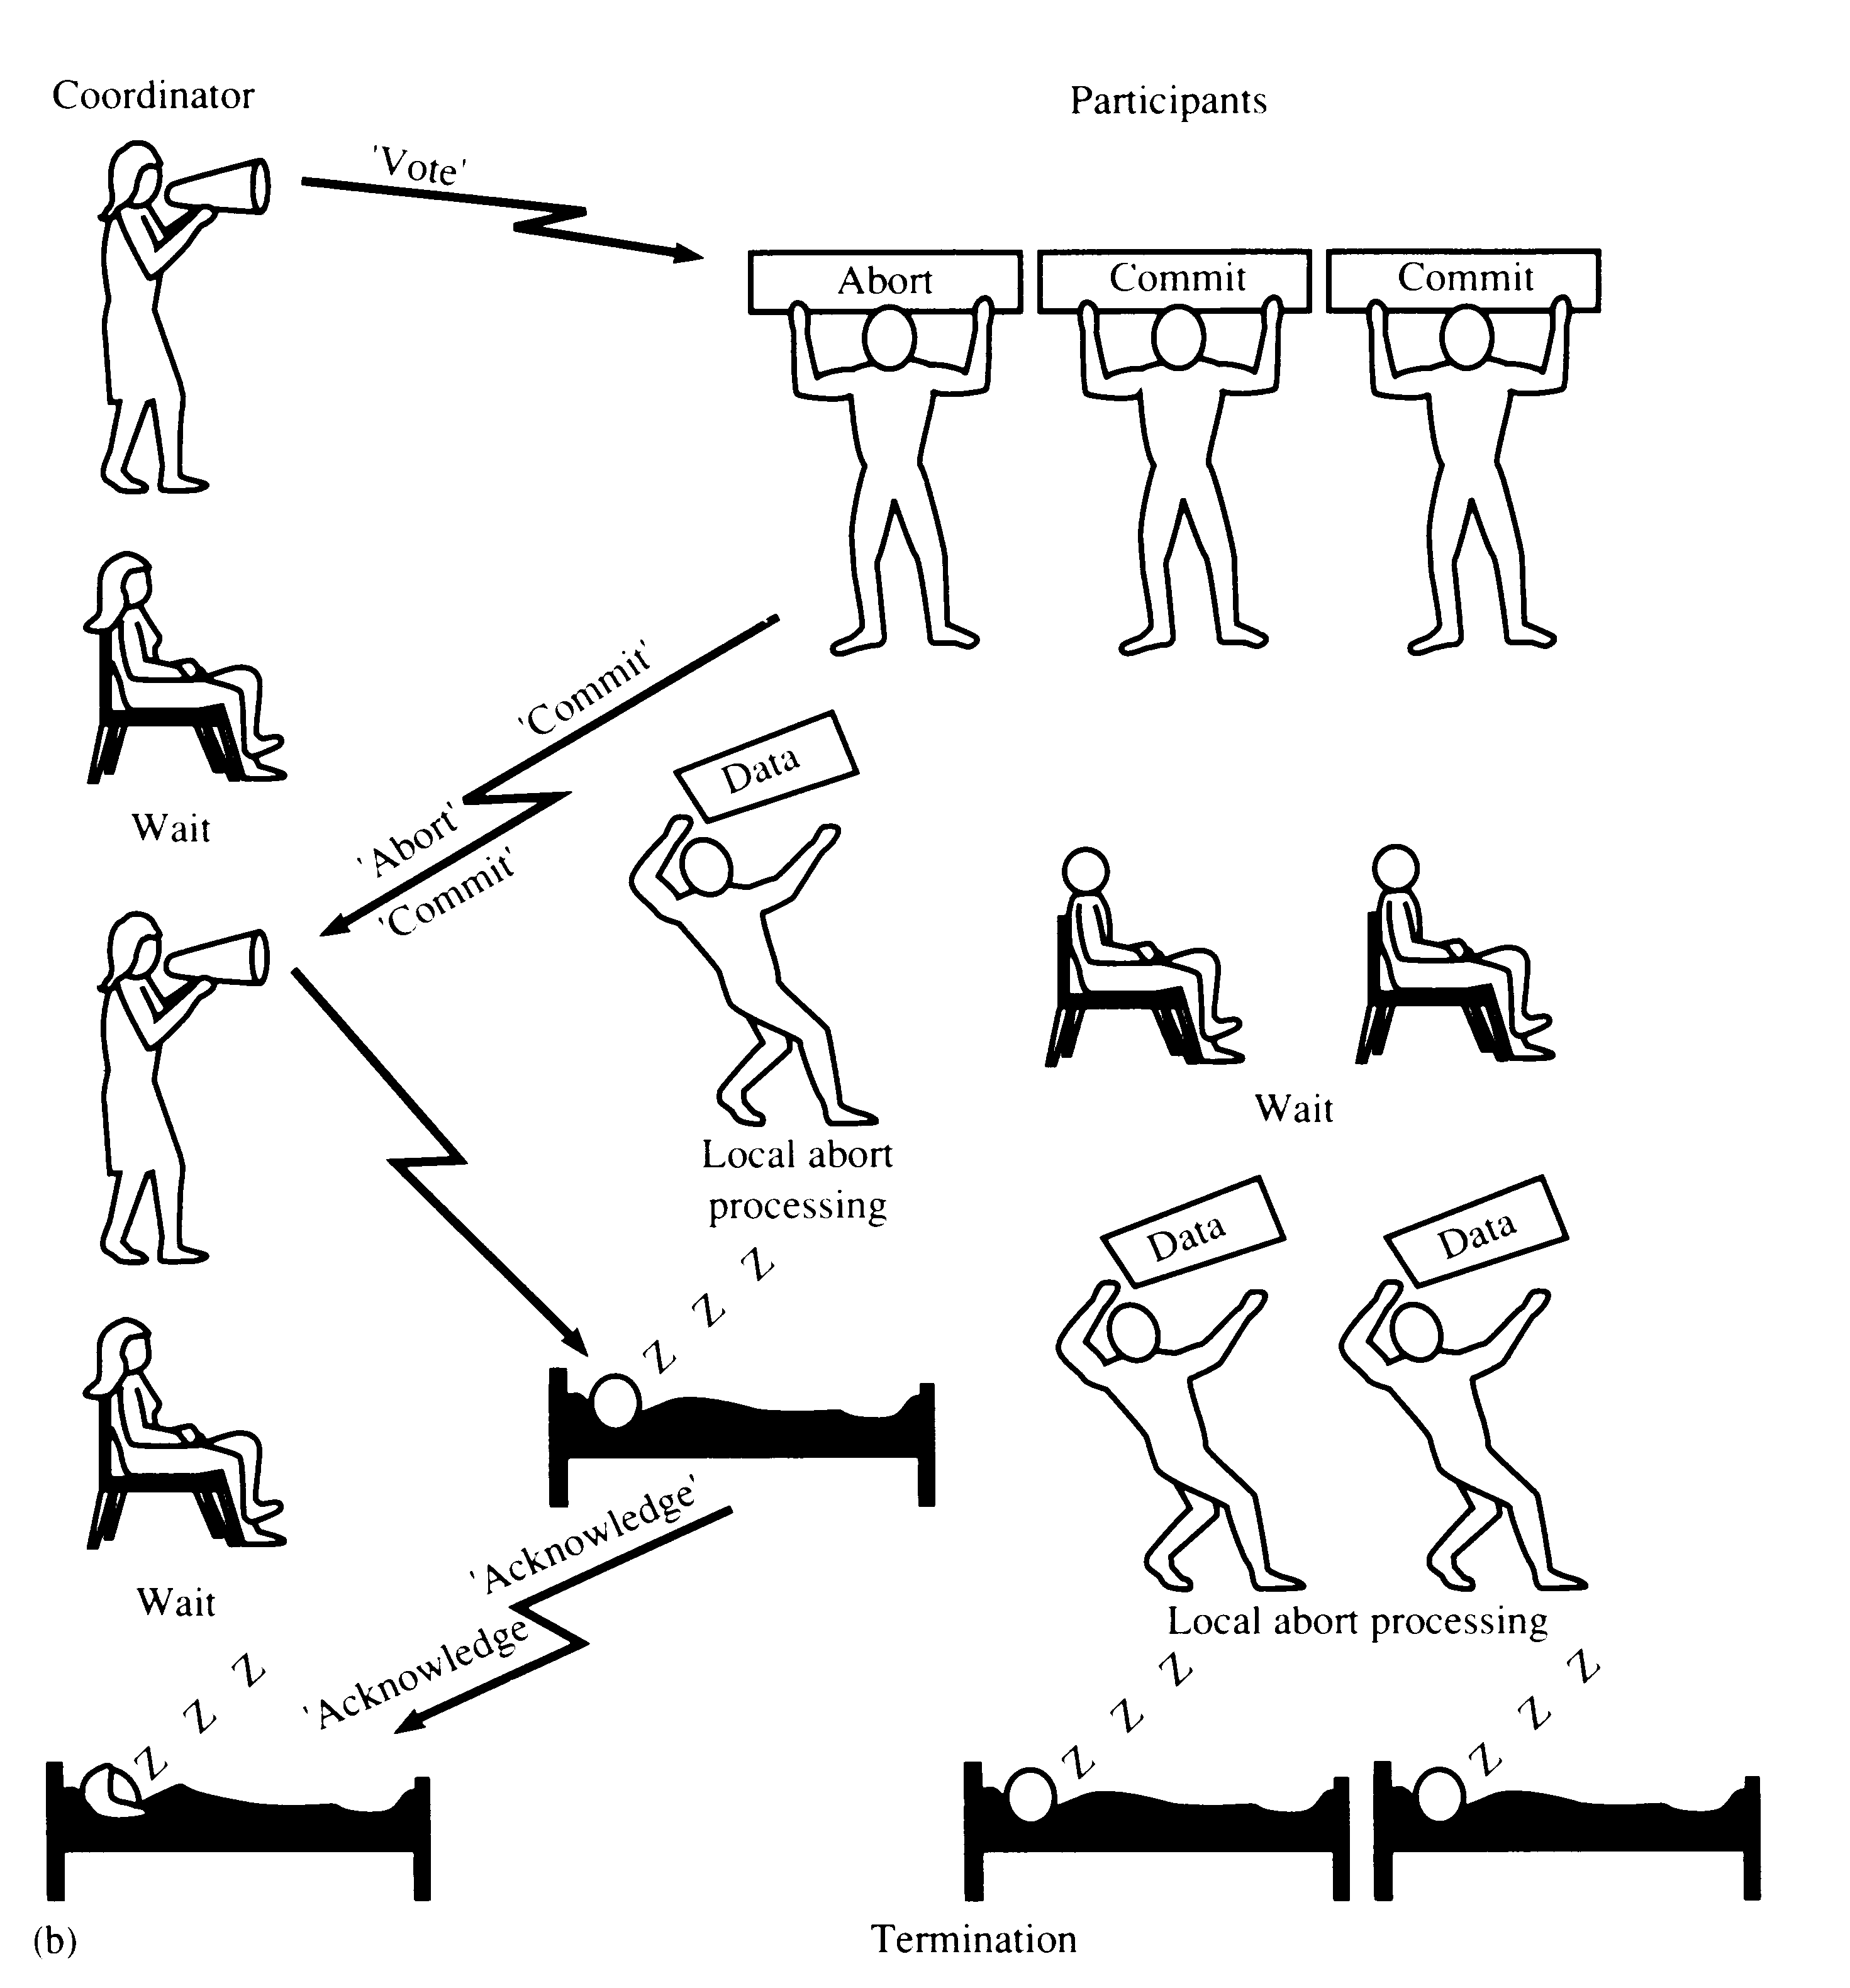 Coordinator
Participants
'Vote'
Abort
Commit
Commit
'Commit'
Data
Wait
'Abort'
'Commit'
Wait
Local abort
processing
Data
Data
Z
Z
Z
'Acknowledge'
Wait
'Acknowledge
Local abort processing
Z
Z
Z
Z
Z
Z
Z
Z
Z
(b)
Termination